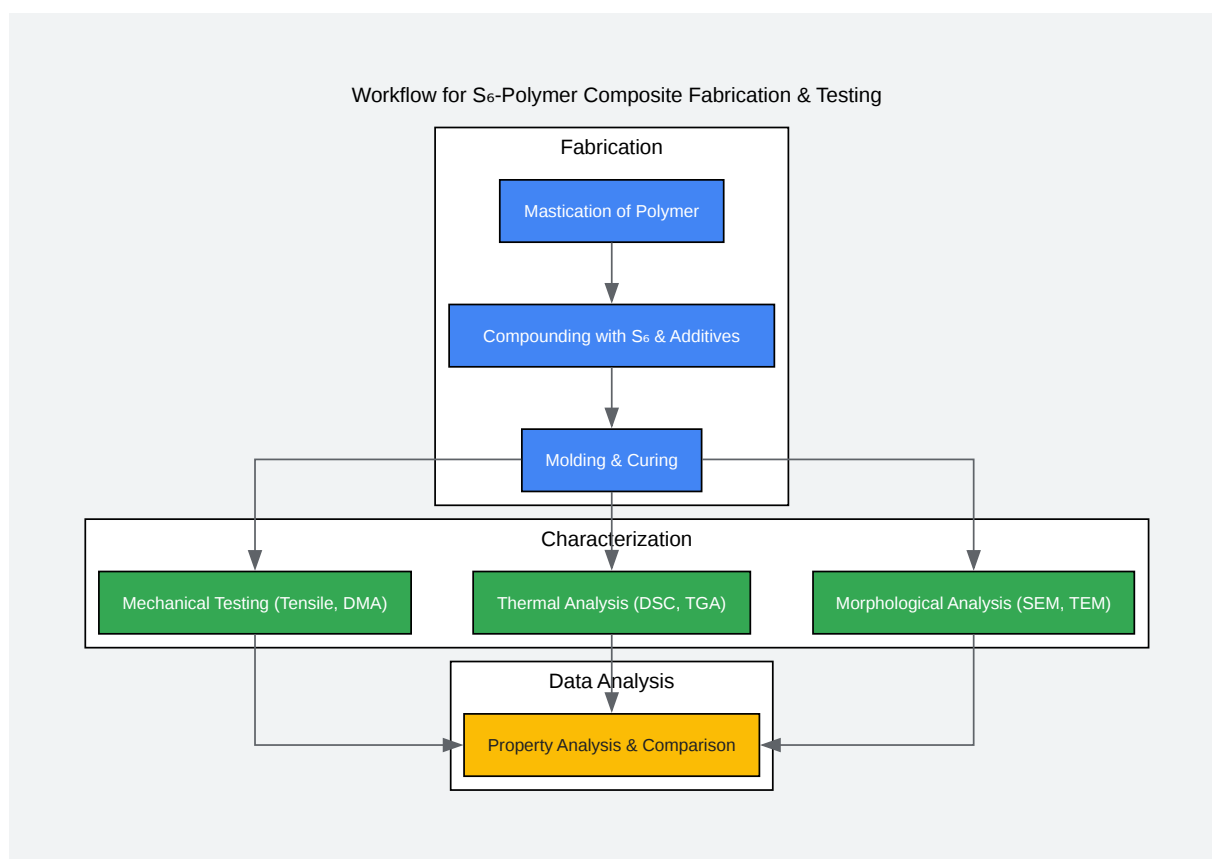 Workflow for S₆-Polymer Composite Fabrication & Testing
Fabrication
Mastication of Polymer
Compounding with S₆ & Additives
Molding & Curing
Characterization
Mechanical Testing (Tensile, DMA)
Thermal Analysis (DSC, TGA)
Morphological Analysis (SEM, TEM)
Data Analysis
Property Analysis & Comparison